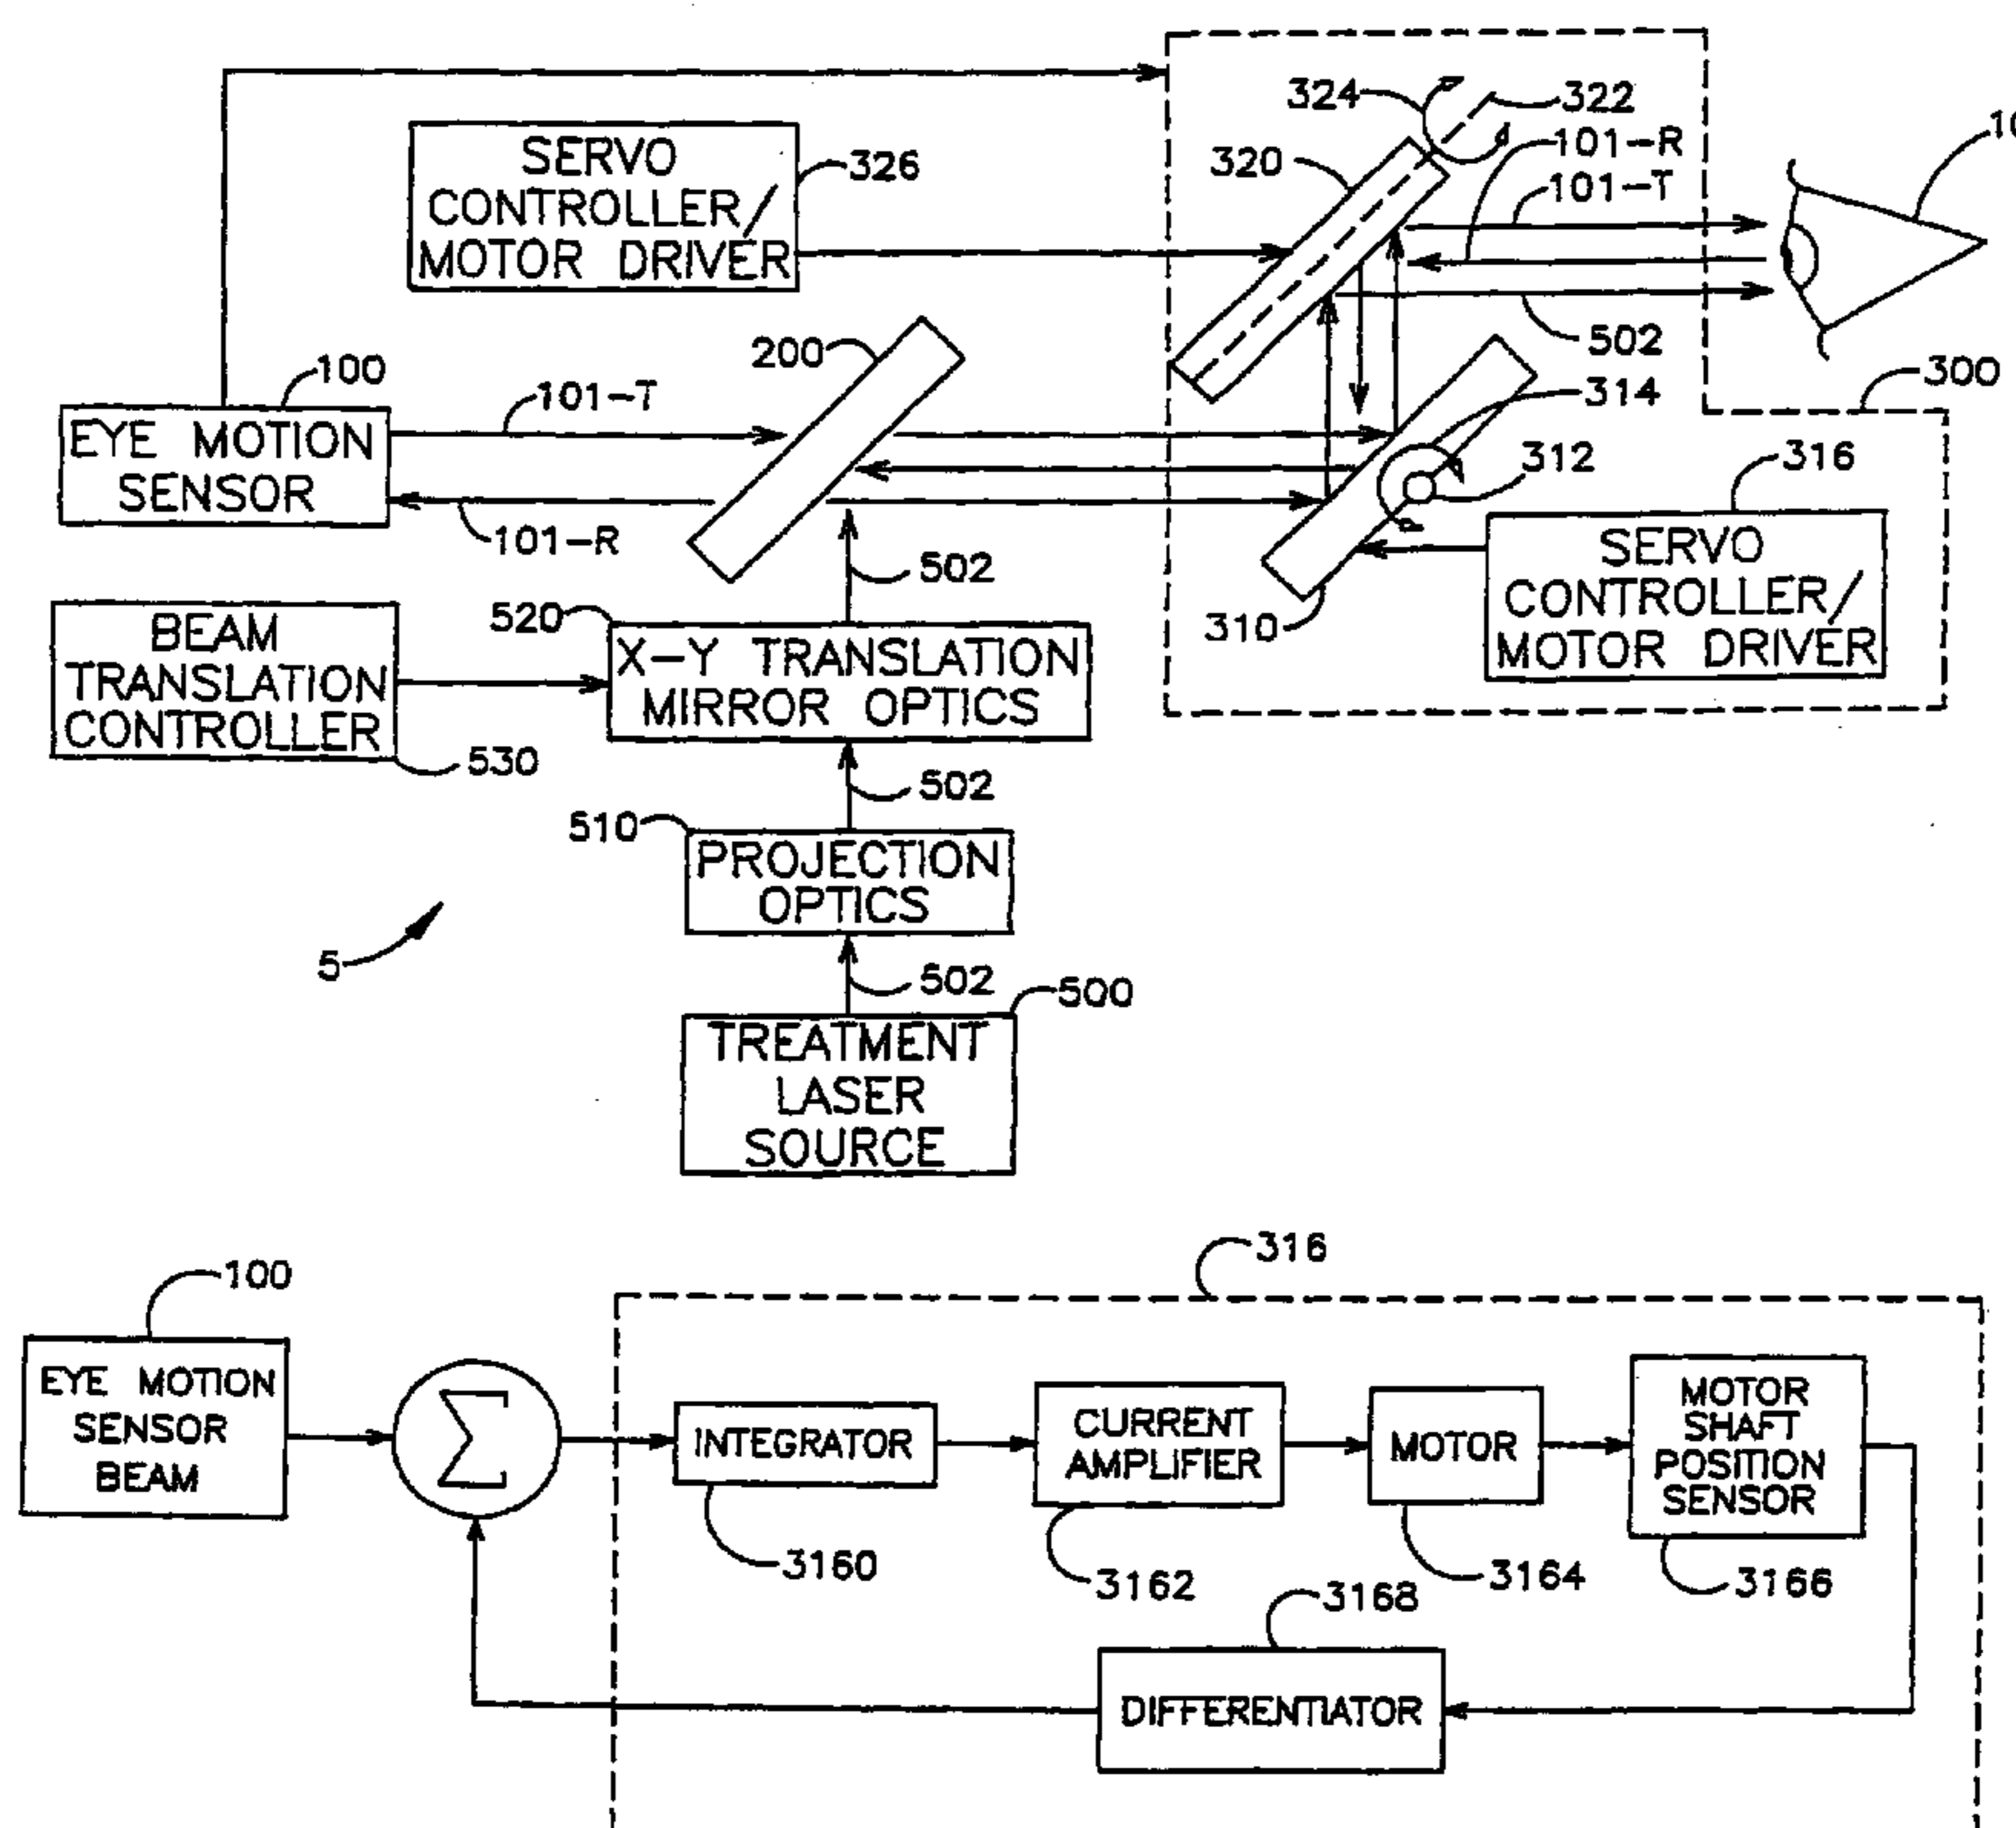 324
322
101-R
101-T
320
SERVO
CONTROLLER/
MOTOR DRIVER
326
200
502
300
314
100
101-T
EYE MOTION
SENSOR
312
316
101-R
502
SERVO
CONTROLLER/
MOTOR DRIVER
310
520
BEAM
TRANSLATION
CONTROLLER
X-Y TRANSLATION
MIRROR OPTICS
530
502
510
PROJECTION
OPTICS
5
502
500
TREATMENT
LASER
SOURCE
316
100
EYE MOTION
SENSOR
BEAM
Σ
INTEGRATOR
CURRENT
AMPLIFIER
MOTOR
MOTOR
SHAFT
POSITION
SENSOR
3160
3162
3164
3166
3168
DIFFERENTIATOR